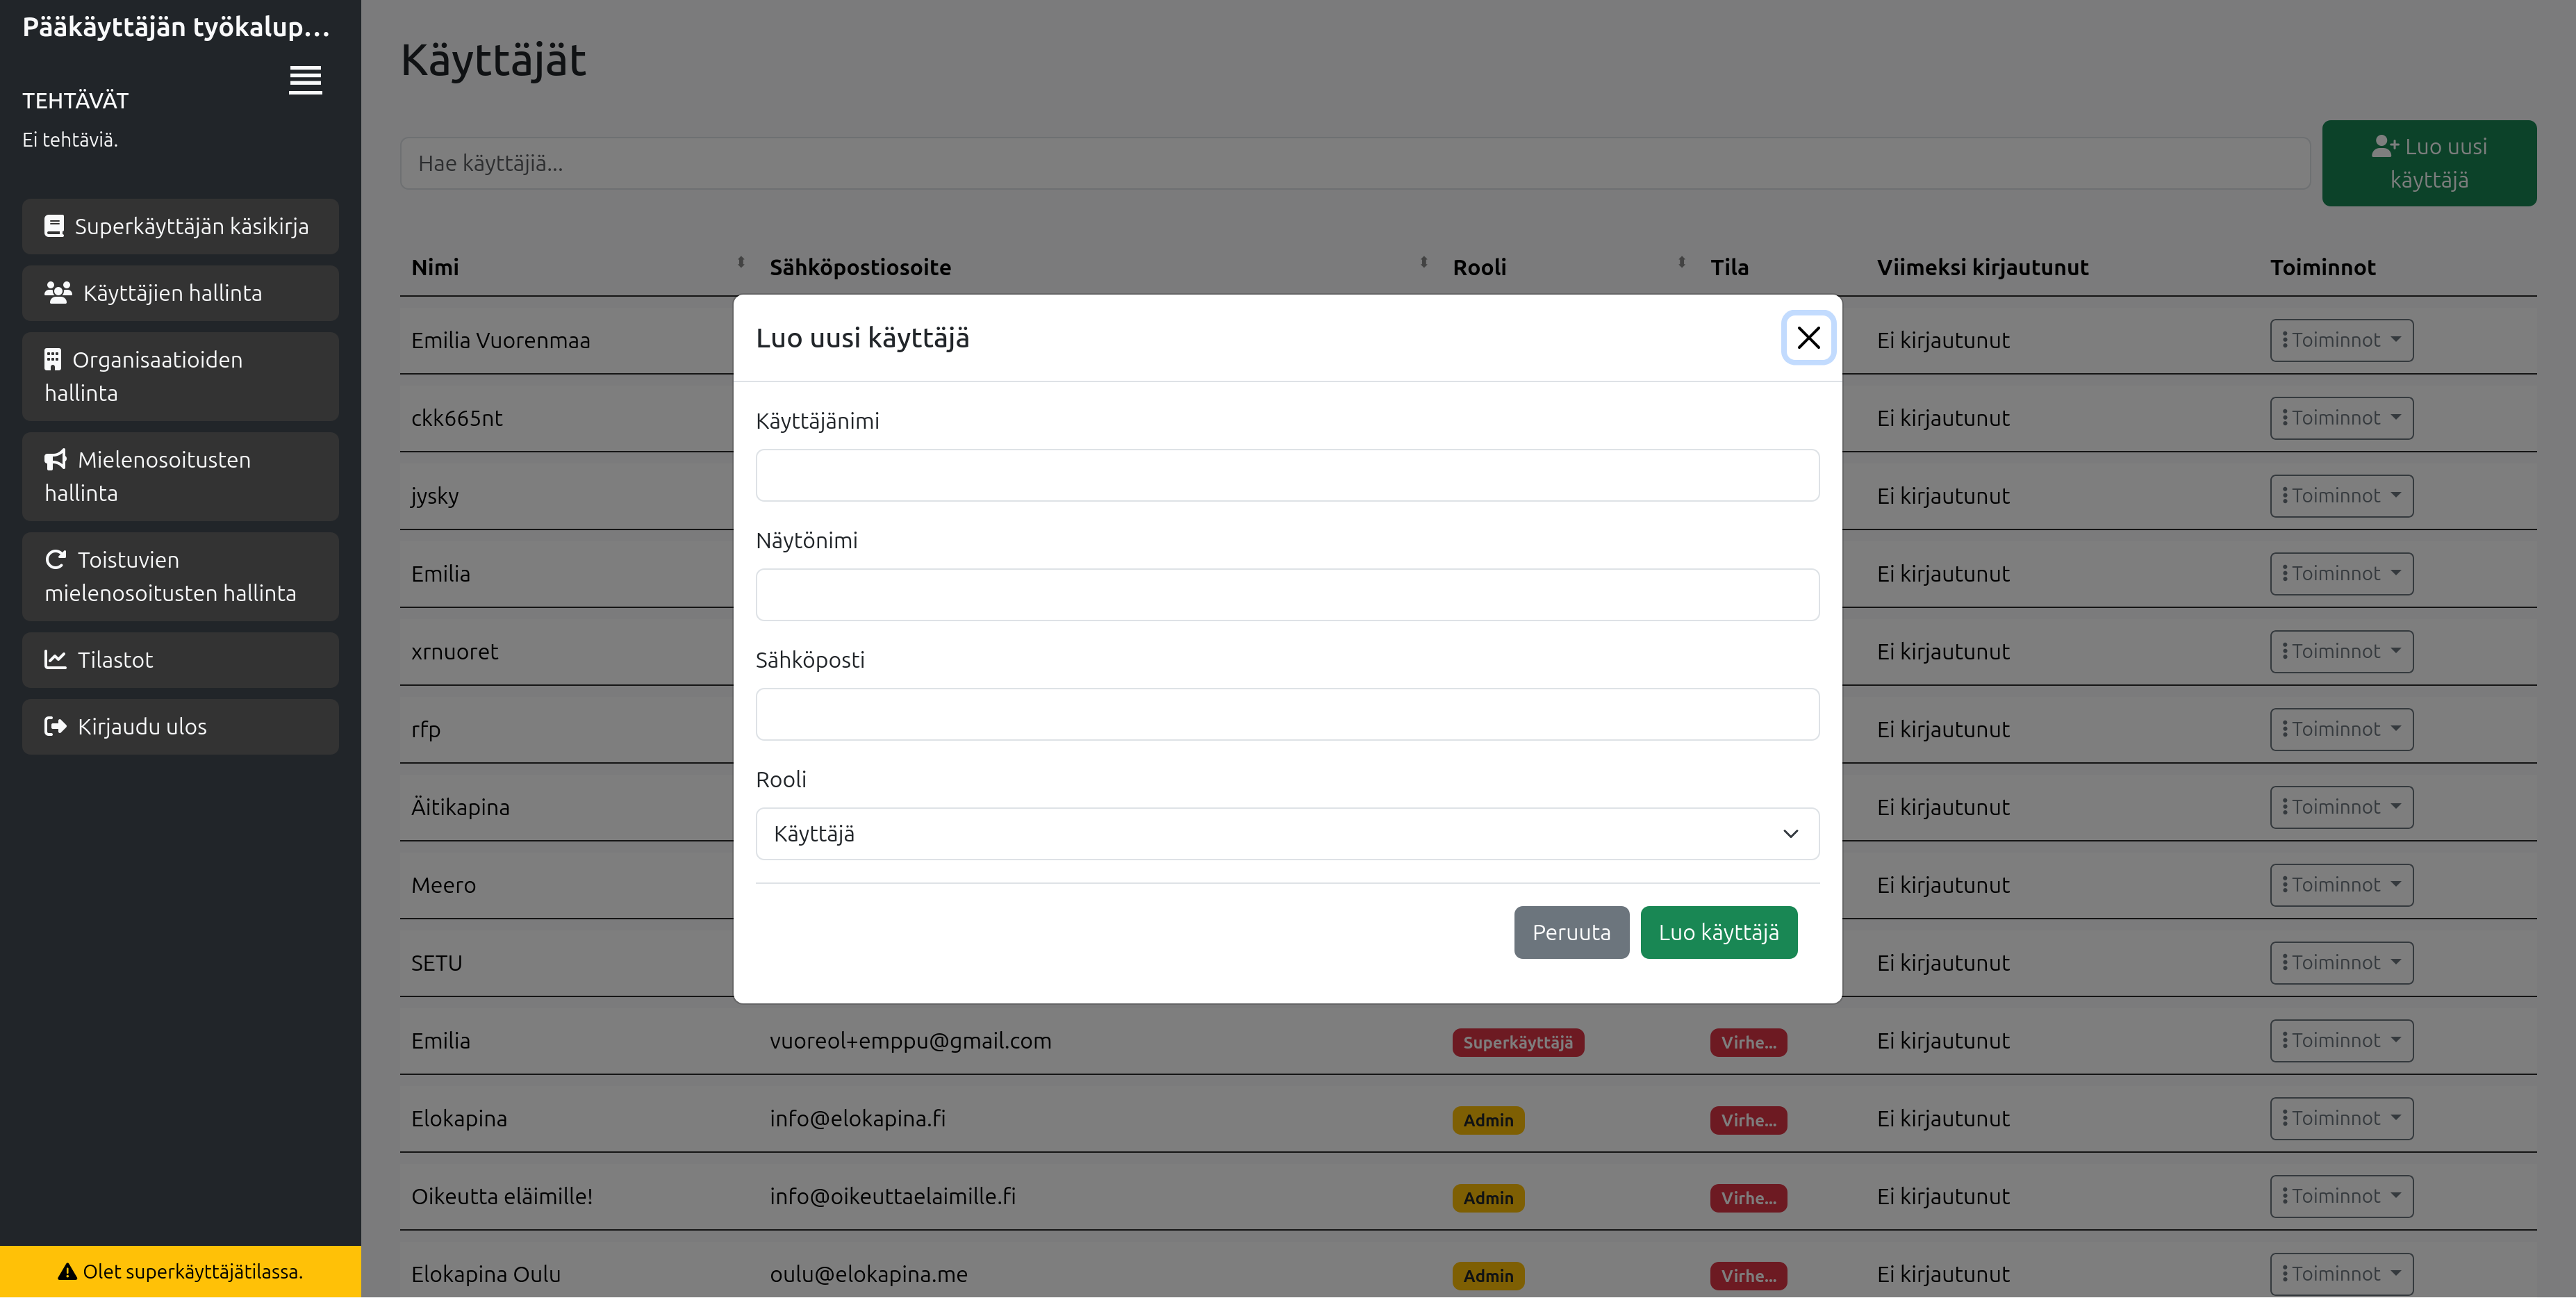 Pääkäyttäjän työkalup...
TEHTÄVÄT
Ei tehtäviä.
Superkäyttäjän käsikirja
Käyttäjien hallinta
Organisaatioiden
hallinta
Mielenosoitusten
hallinta
Toistuvien
mielenosoitusten hallinta
Tilastot
Kirjaudu ulos
Olet superkäyttäjätilassa.
Käyttäjät
Hae käyttäjiä...
Luo uusi
käyttäjä
Nimi Sähköpostiosoite Rooli Tila Viimeksi kirjautunut Toiminnot
Emilia Vuorenmaa Ei kirjautunut Toiminnot
ckk665nt Ei kirjautunut Toiminnot
jysky Ei kirjautunut Toiminnot
Emilia Ei kirjautunut Toiminnot
xrnuoret Ei kirjautunut Toiminnot
rfp Ei kirjautunut Toiminnot
Äitikapina Ei kirjautunut Toiminnot
Meero Ei kirjautunut Toiminnot
SETU Ei kirjautunut Toiminnot
Emilia vuoreol+emppu@gmail.com Superkäyttäjä Virhe... Ei kirjautunut Toiminnot
Elokapina info@elokapina.fi Admin Virhe... Ei kirjautunut Toiminnot
Oikeutta eläimille! info@oikeuttaelaimille.fi Admin Virhe... Ei kirjautunut Toiminnot
Elokapina Oulu oulu@elokapina.me Admin Virhe... Ei kirjautunut Toiminnot
Luo uusi käyttäjä
Käyttäjänimi
Näytönimi
Sähköposti
Rooli
Käyttäjä
Peruuta Luo käyttäjä